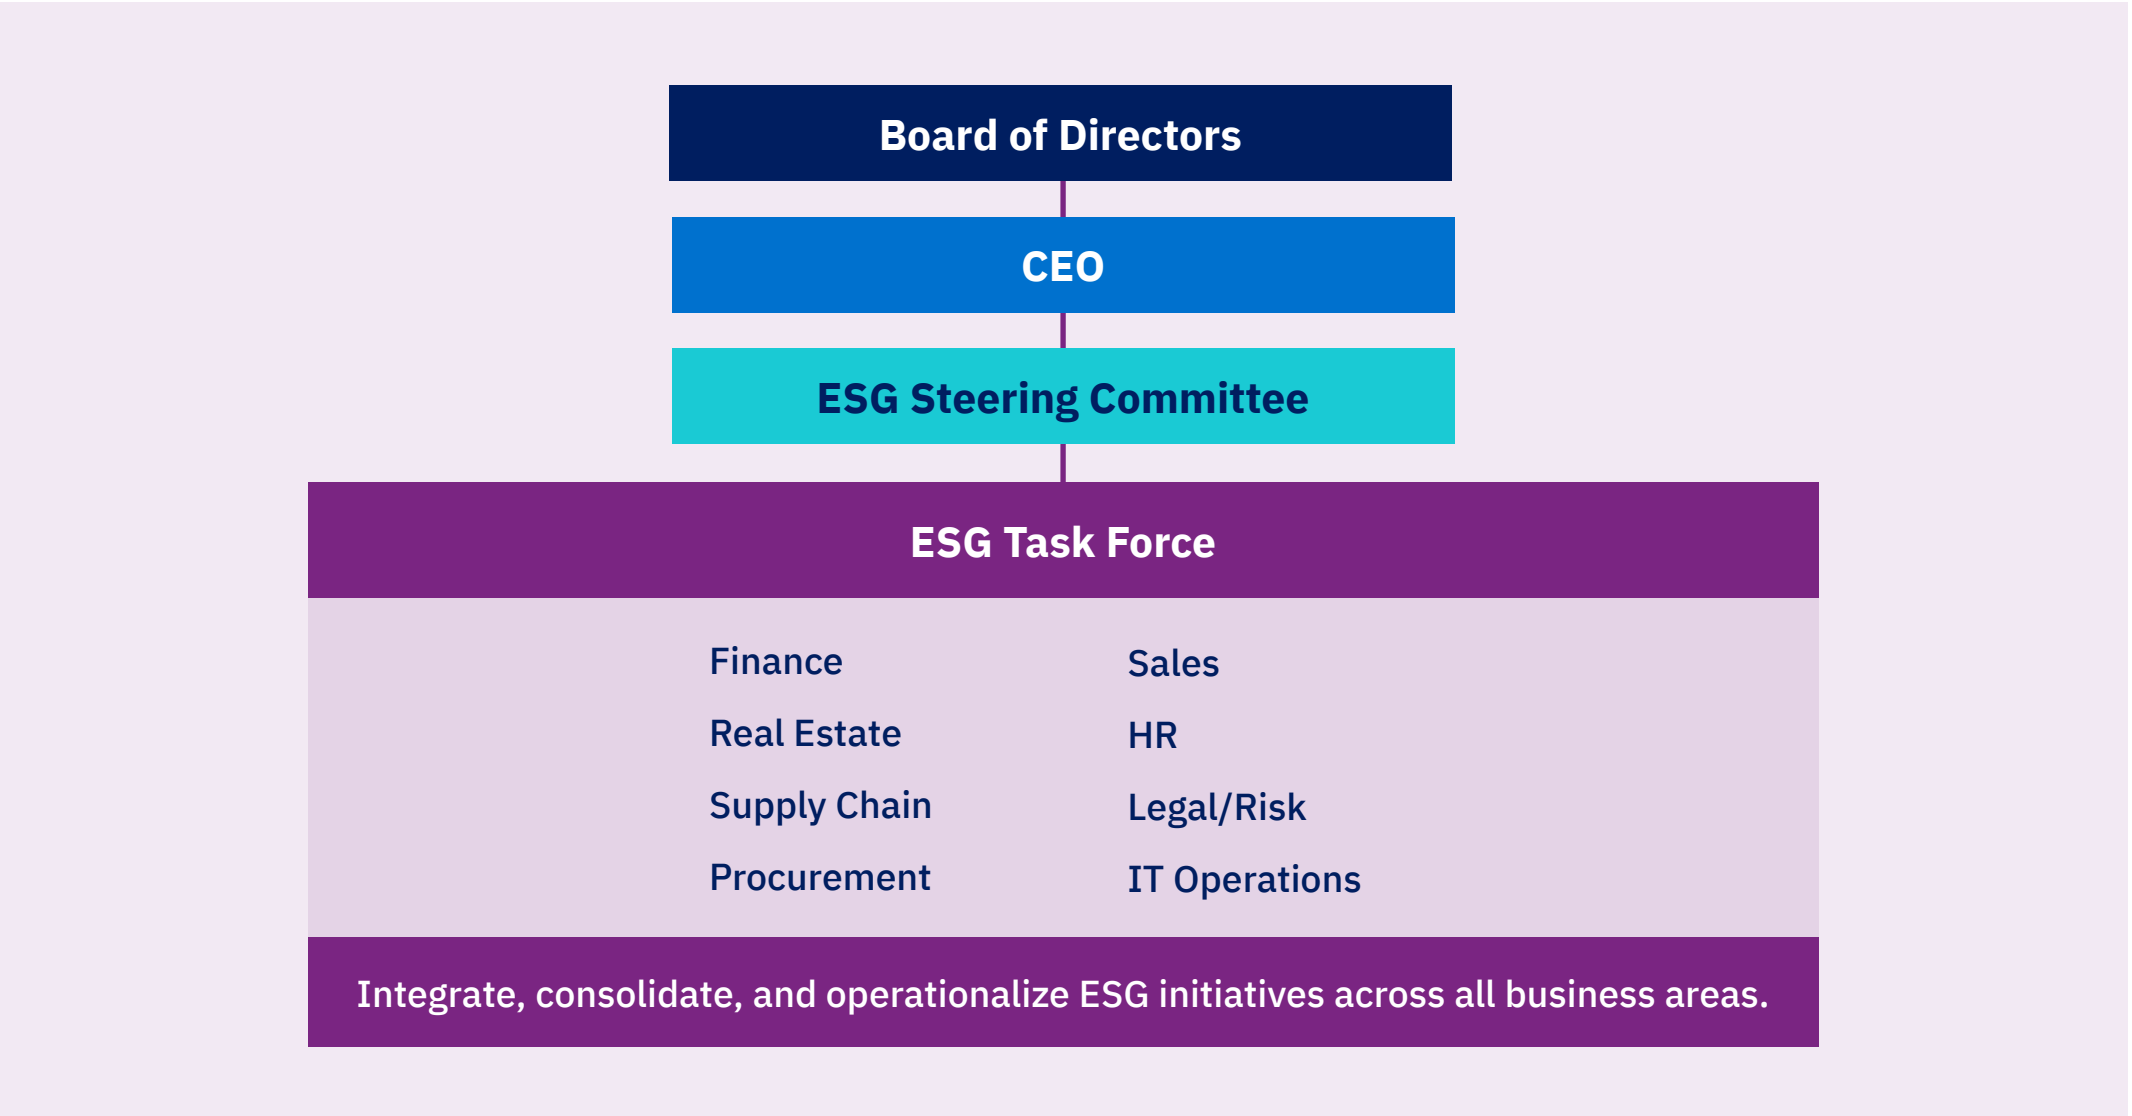 Board of Directors
CEO
ESG Steering Committee
ESG Task Force
Finance
Real Estate
Supply Chain
Procurement
Sales
HR
Legal/Risk
IT Operations
Integrate, consolidate, and operationalize ESG initiatives across all business areas.